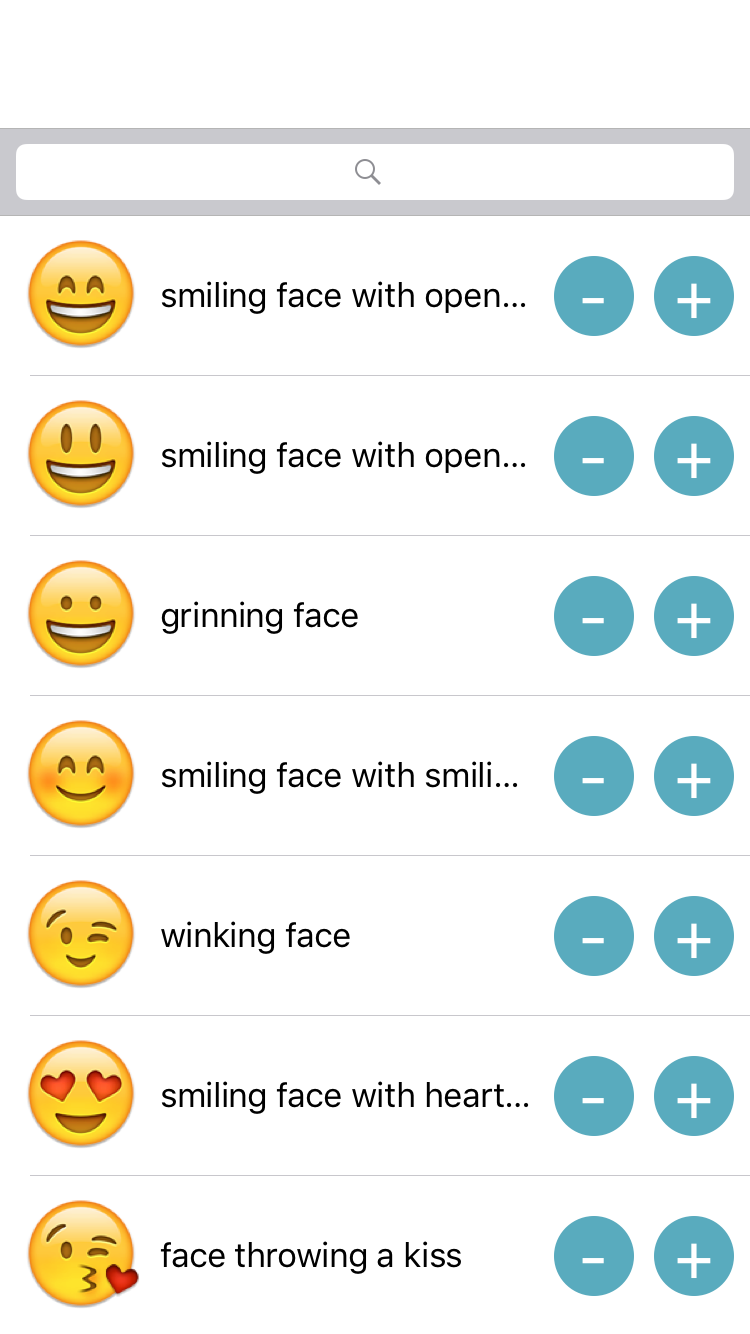 smiling face with open...
- +
smiling face with open...
- +
grinning face
- +
smiling face with smili...
- +
winking face
- +
smiling face with heart...
- +
face throwing a kiss
- +